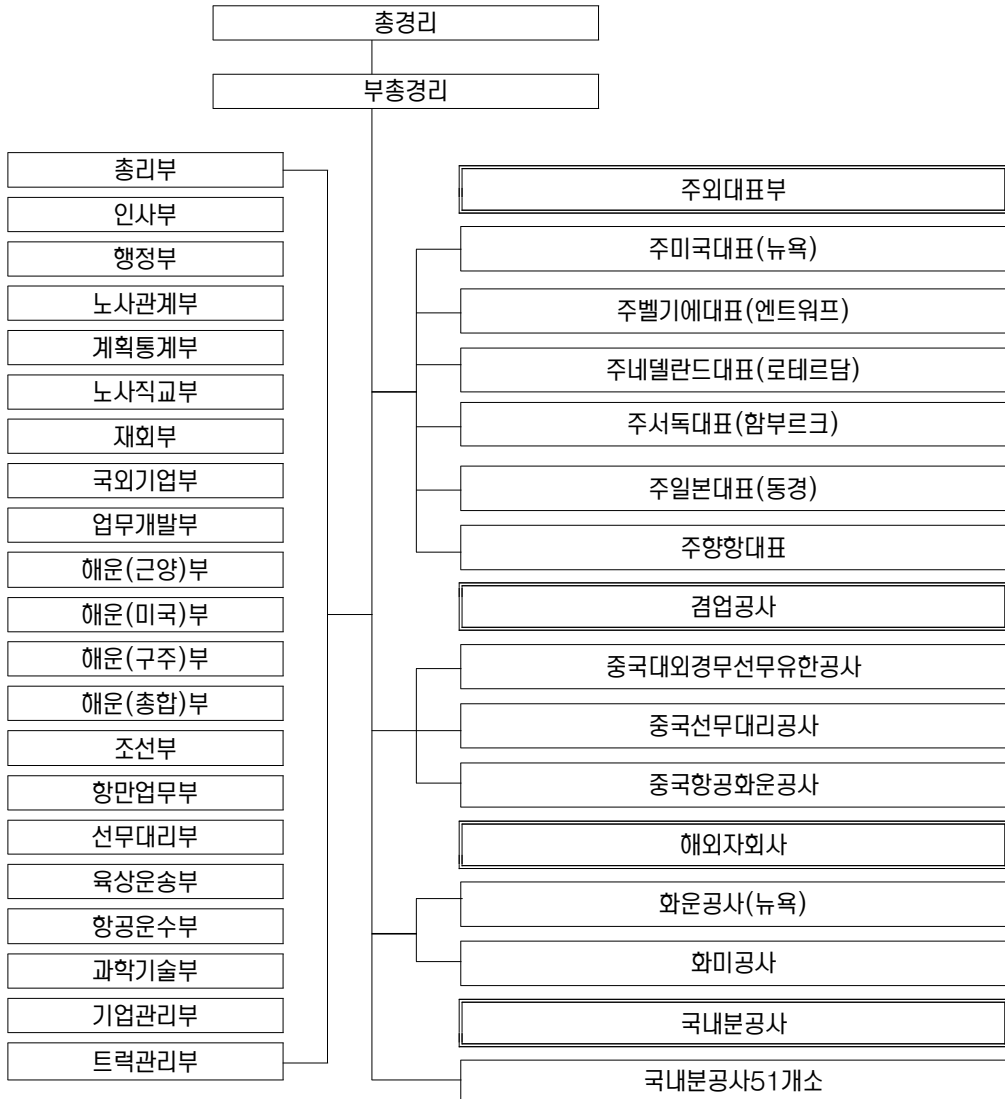 총경리
부총경리
총리부
인사부
행정부
노사관계부
계획통계부
노사직교부
재회부
국외기업부
업무개발부
해운(근양)부
해운(미국)부
해운(구주)부
해운(총합)부
조선부
항만업무부
선무대리부
육상운송부
항공운수부
과학기술부
기업관리부
트럭관리부
주외대표부
주미국대표(뉴욕)
주벨기에대표(엔트워프)
주네델란드대표(로테르담)
주서독대표(함부르크)
주일본대표(동경)
주향항대표
겸업공사
중국대외경무선무유한공사
중국선무대리공사
중국항공화운공사
해외자회사
화운공사(뉴욕)
화미공사
국내분공사
국내분공사51개소